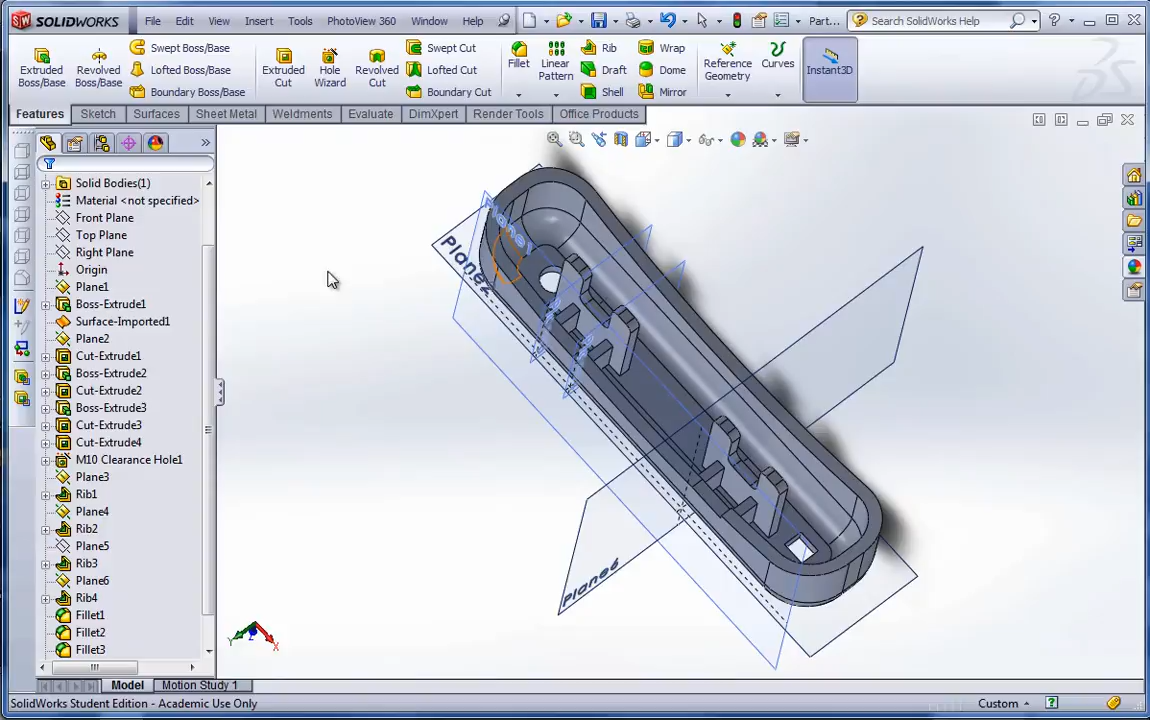 SW SOLIDWORKS File Edit View Insert Tools PhotoView 360 Window Help Part... Search SolidWorks Help
Extruded Boss/Base
Revolved Boss/Base
Swept Boss/Base
Lofted Boss/Base
Boundary Boss/Base
Extruded Cut
Hole Wizard
Revolved Cut
Swept Cut
Lofted Cut
Boundary Cut
Fillet
Linear Pattern
Rib
Draft
Shell
Wrap
Dome
Mirror
Reference Geometry
Curves
Instant3D
Features Sketch Surfaces Sheet Metal Weldments Evaluate DimXpert Render Tools Office Products
Solid Bodies(1)
Material <not specified>
Front Plane
Top Plane
Right Plane
Origin
Plane1
Boss-Extrude1
Surface-Imported1
Plane2
Cut-Extrude1
Boss-Extrude2
Cut-Extrude2
Boss-Extrude3
Cut-Extrude3
Cut-Extrude4
M10 Clearance Hole1
Plane3
Rib1
Plane4
Rib2
Plane5
Rib3
Plane6
Rib4
Fillet1
Fillet2
Fillet3
Plane2
Plane6
Y
Z
X
Model Motion Study 1
SolidWorks Student Edition - Academic Use Only
Custom